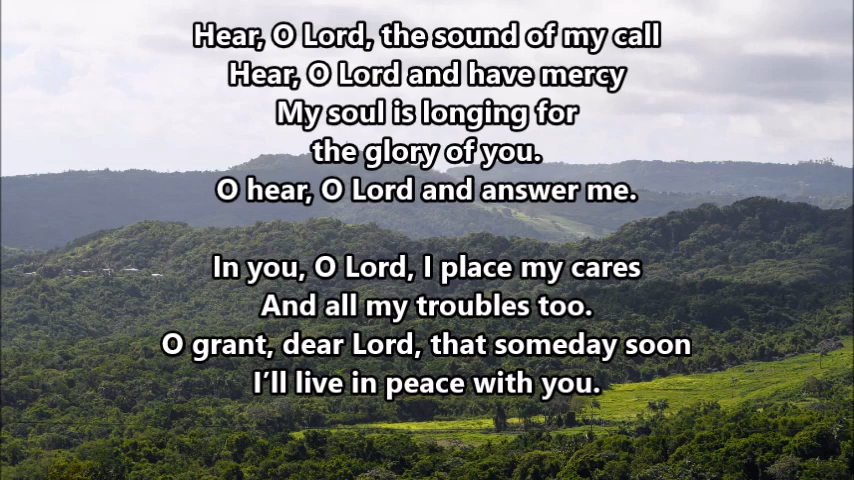 Hear, O Lord, the sound of my call
Hear, O Lord and have mercy
My soul is longing for
the glory of you.
O hear, O Lord and answer me.
In you, O Lord, I place my cares
And all my troubles too.
O grant, dear Lord, that someday soon
I’ll live in peace with you.